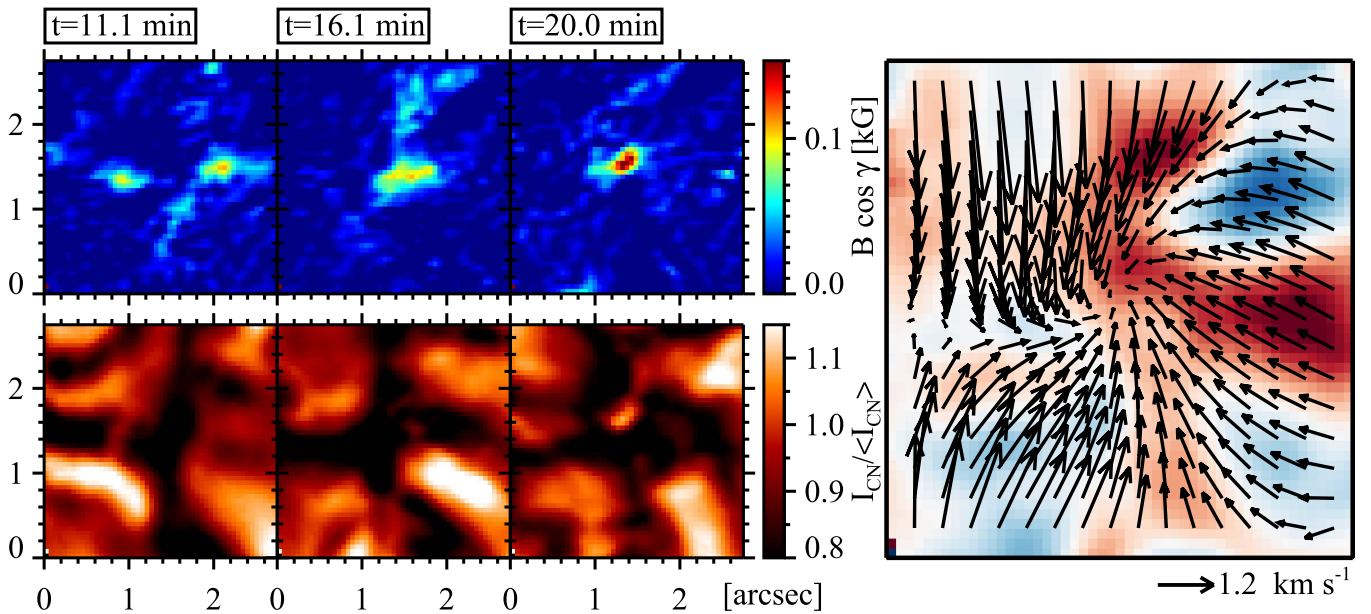 t=11.1 min t=16.1 min t=20.0 min
2
1
0
0.1
0.0
B cos γ [kG]
2
1
0
1.1
1.0
0.9
0.8
I_CN/<I_CN>
0 1 2 0 1 2 0 1 2 [arcsec]
1.2 km s⁻¹